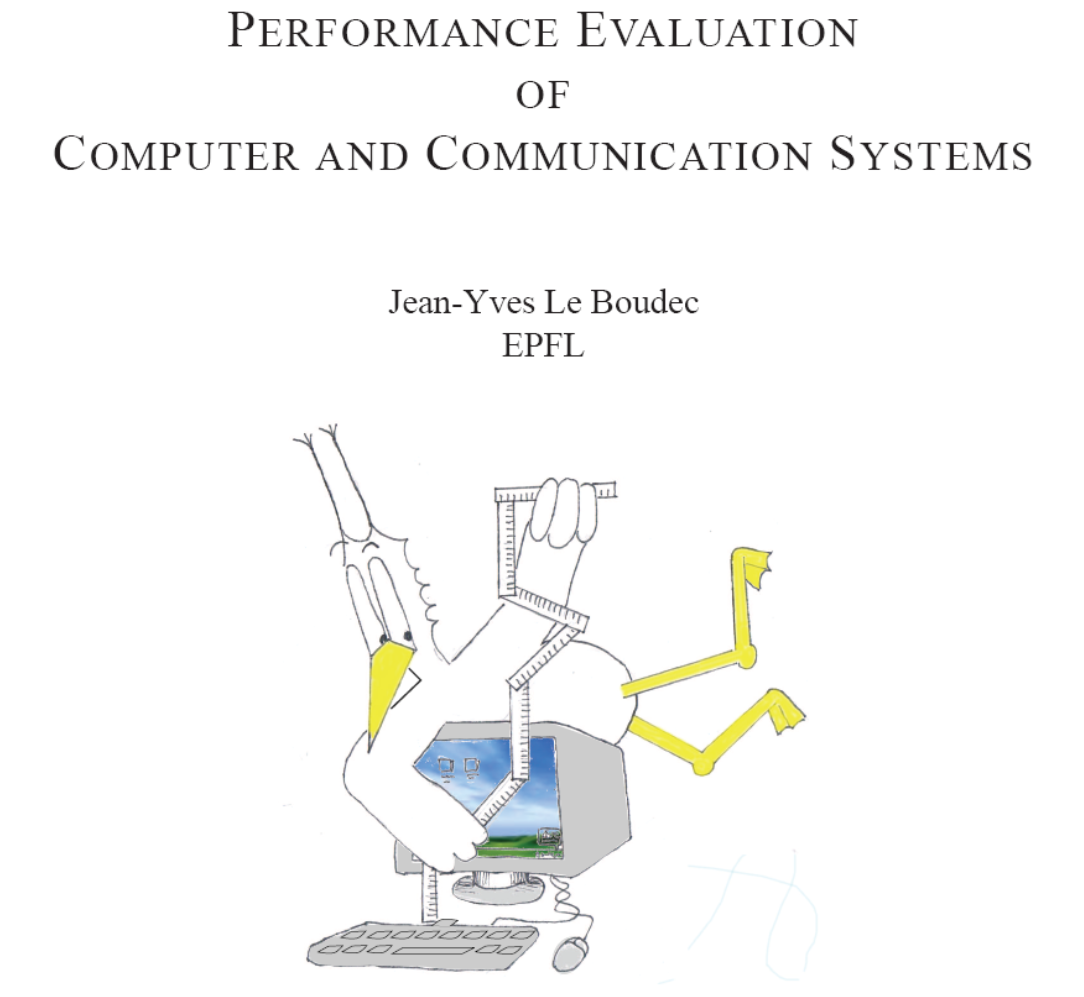 PERFORMANCE EVALUATION
OF
COMPUTER AND COMMUNICATION SYSTEMS
Jean-Yves Le Boudec
EPFL